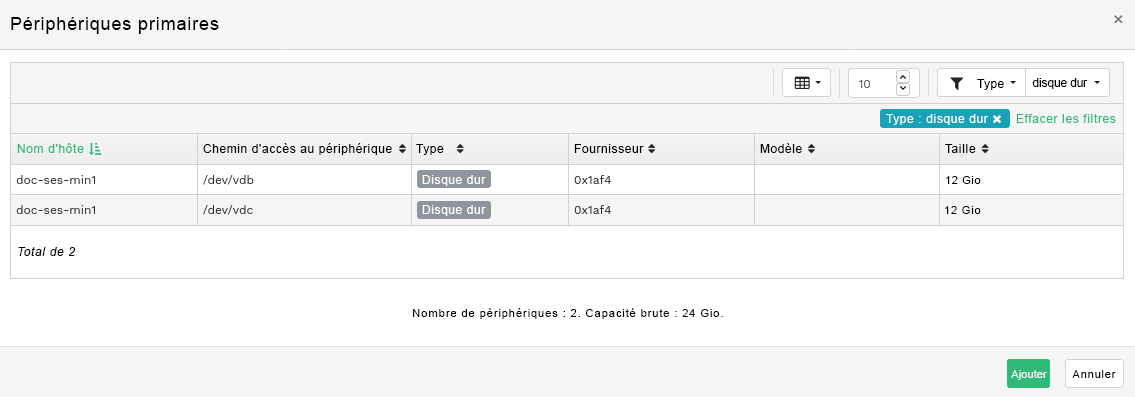 Périphériques primaires ×
10 Type disque dur
Type : disque dur × Effacer les filtres
Nom d'hôte Chemin d'accès au périphérique Type Fournisseur Modèle Taille
doc-ses-min1 /dev/vdb Disque dur 0x1af4 12 Gio
doc-ses-min1 /dev/vdc Disque dur 0x1af4 12 Gio
Total de 2
Nombre de périphériques : 2. Capacité brute : 24 Gio.
Ajouter Annuler